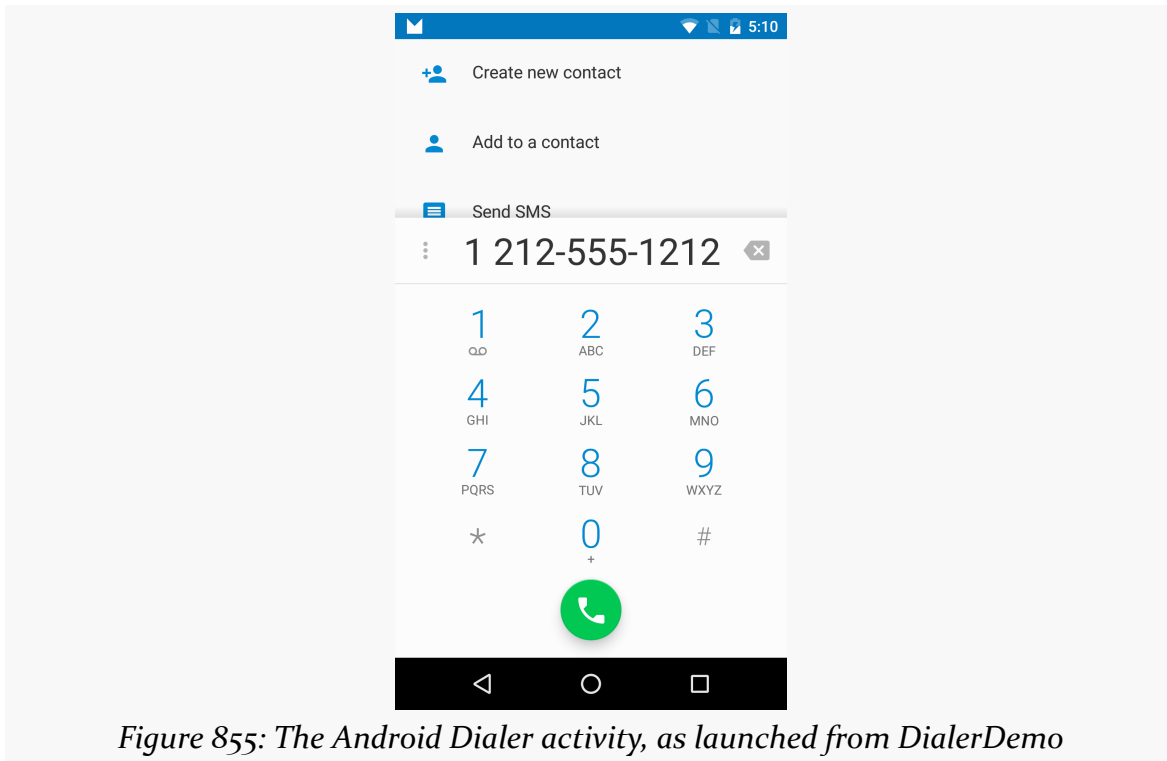 5:10
Create new contact
Add to a contact
Send SMS
1 212-555-1212
1 2 3
ABC DEF
4 5 6
GHI JKL MNO
7 8 9
PQRS TUV WXYZ
* 0 #
+
Figure 855: The Android Dialer activity, as launched from DialerDemo